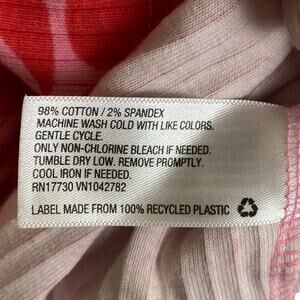 98% COTTON / 2% SPANDEX
MACHINE WASH COLD WITH LIKE COLORS.
GENTLE CYCLE.
ONLY NON-CHLORINE BLEACH IF NEEDED.
TUMBLE DRY LOW. REMOVE PROMPTLY.
COOL IRON IF NEEDED.
RN17730 VN1042782
LABEL MADE FROM 100% RECYCLED PLASTIC